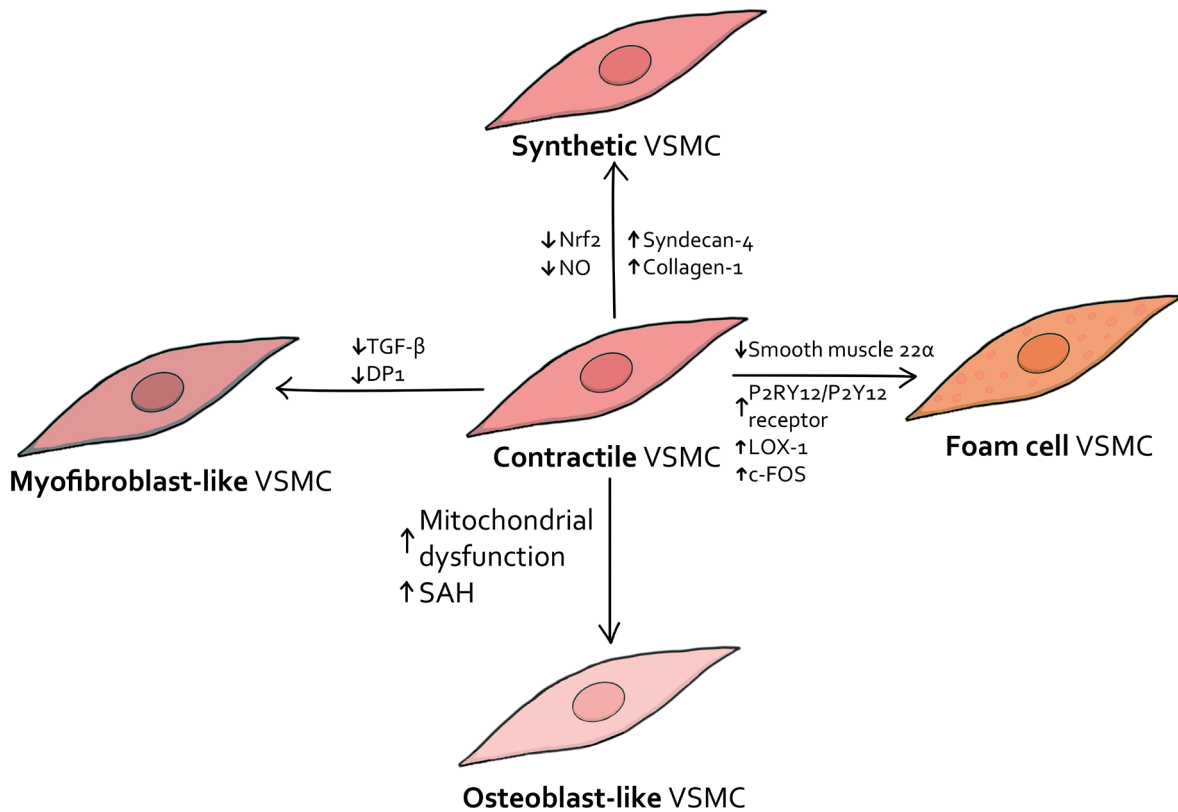 Synthetic VSMC
↓Nrf2
↓NO
↑Syndecan-4
↑Collagen-1
↓TGF-β
↓DP1
Myofibroblast-like VSMC
Contractile VSMC
↓Smooth muscle 22α
↑P2RY12/P2Y12
receptor
↑LOX-1
↑c-FOS
Foam cell VSMC
↑Mitochondrial
dysfunction
↑SAH
Osteoblast-like VSMC